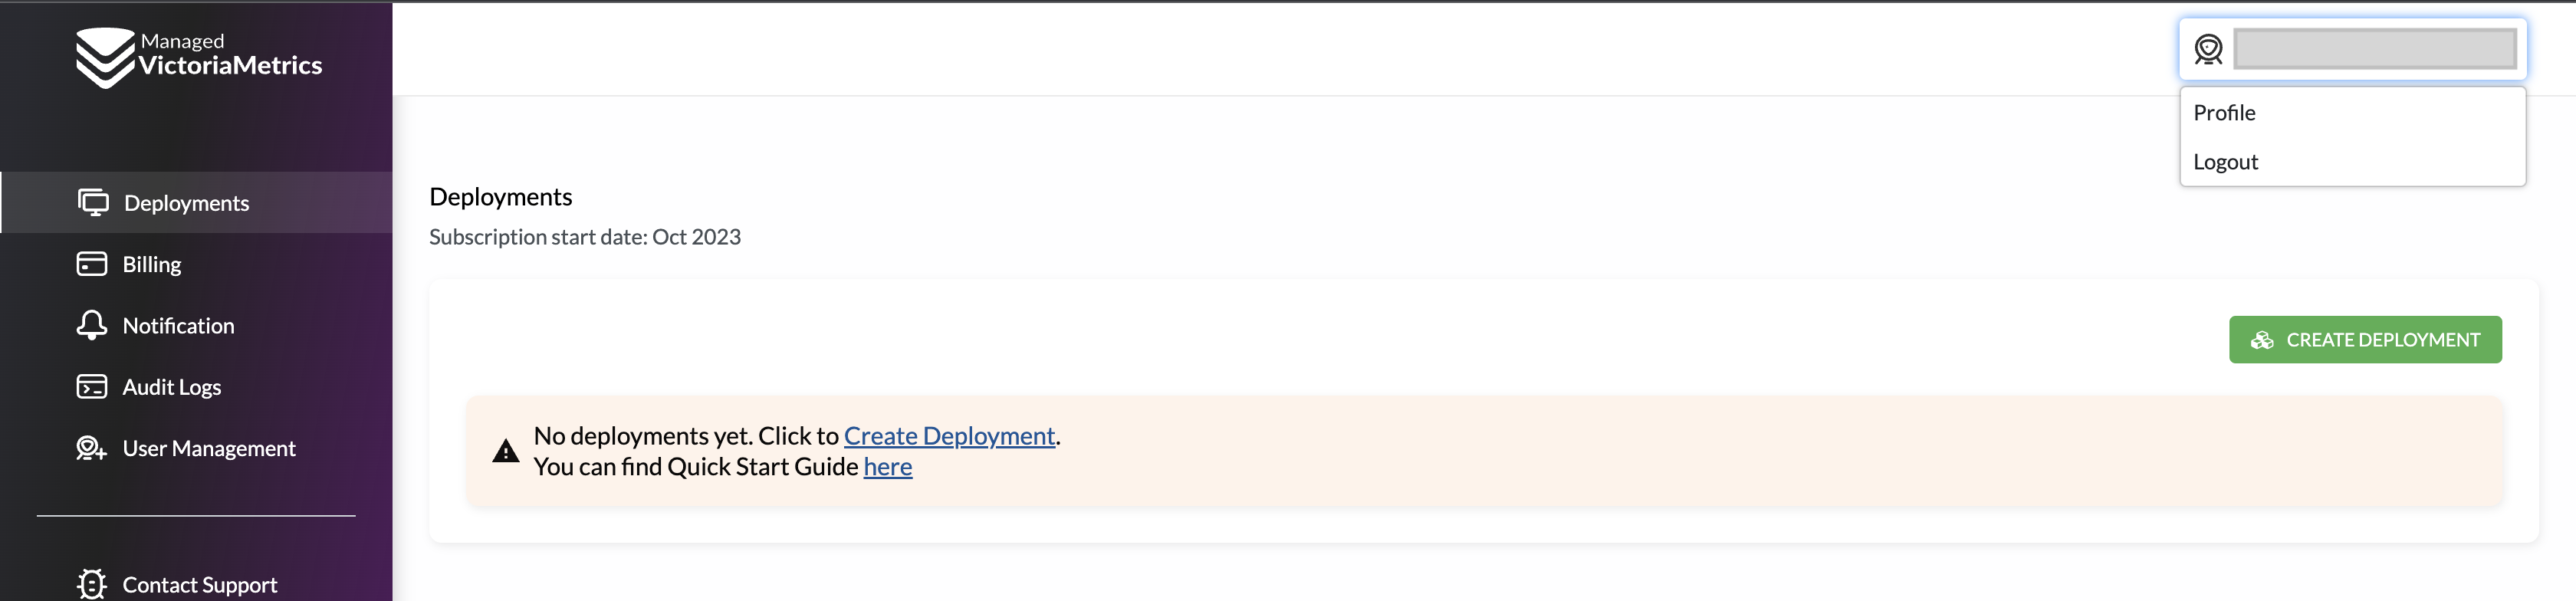 Managed
VictoriaMetrics
Deployments
Billing
Notification
Audit Logs
User Management
Contact Support
Profile
Logout
Deployments
Subscription start date: Oct 2023
CREATE DEPLOYMENT
No deployments yet. Click to Create Deployment.
You can find Quick Start Guide here